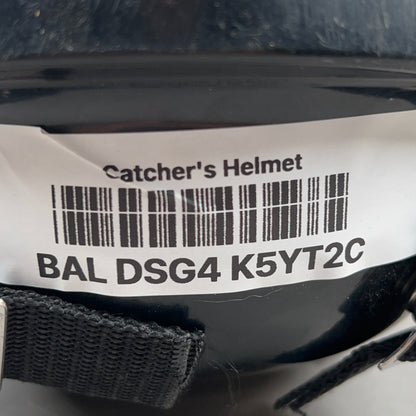 Catcher's Helmet
BAL DSG4 K5YT2C